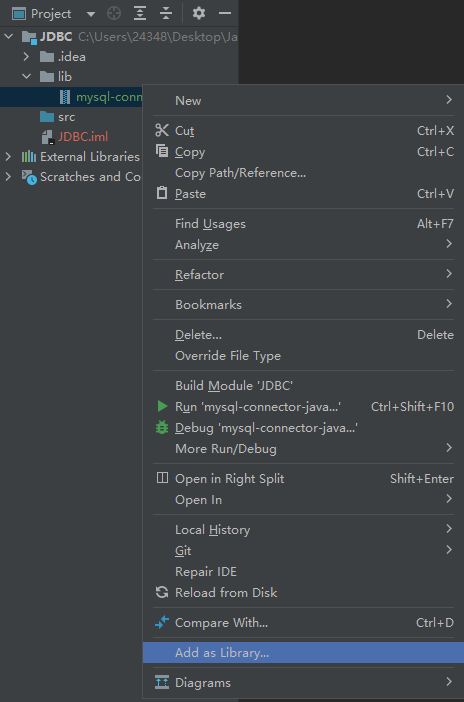 Project
JDBC C:\Users\24348\Desktop\Ja
.idea
lib
mysql-conn
src
JDBC.iml
External Libraries
Scratches and Co
New
Cut Ctrl+X
Copy Ctrl+C
Copy Path/Reference...
Paste Ctrl+V
Find Usages Alt+F7
Analyze
Refactor
Bookmarks
Delete... Delete
Override File Type
Build Module 'JDBC'
Run 'mysql-connector-java...' Ctrl+Shift+F10
Debug 'mysql-connector-java...'
More Run/Debug
Open in Right Split Shift+Enter
Open In
Local History
Git
Repair IDE
Reload from Disk
Compare With... Ctrl+D
Add as Library...
Diagrams